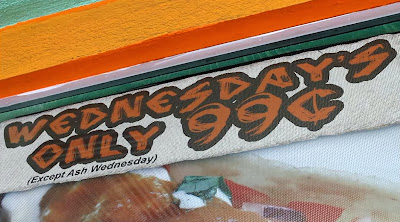 WEDNESDAY'S
ONLY 99¢
(Except Ash Wednesday)